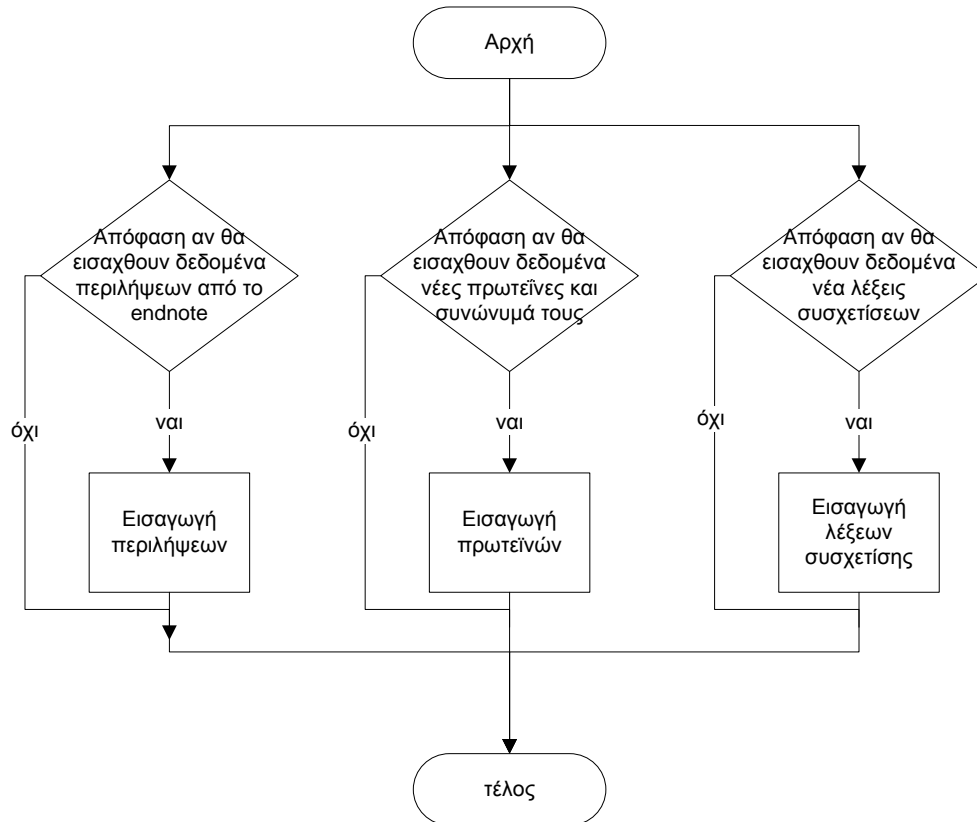 Αρχή
Απόφαση αν θα
εισαχθουν δεδομένα
περιλήψεων από το
endnote
Απόφαση αν θα
εισαχθουν δεδομένα
νέες πρωτεΐνες και
συνώνυμά τους
Απόφαση αν θα
εισαχθουν δεδομένα
νέα λέξεις
συσχετίσεων
όχι
ναι
όχι
ναι
όχι
ναι
Εισαγωγή
περιλήψεων
Εισαγωγή
πρωτεϊνών
Εισαγωγή
λέξεων
συσχετίσης
τέλος